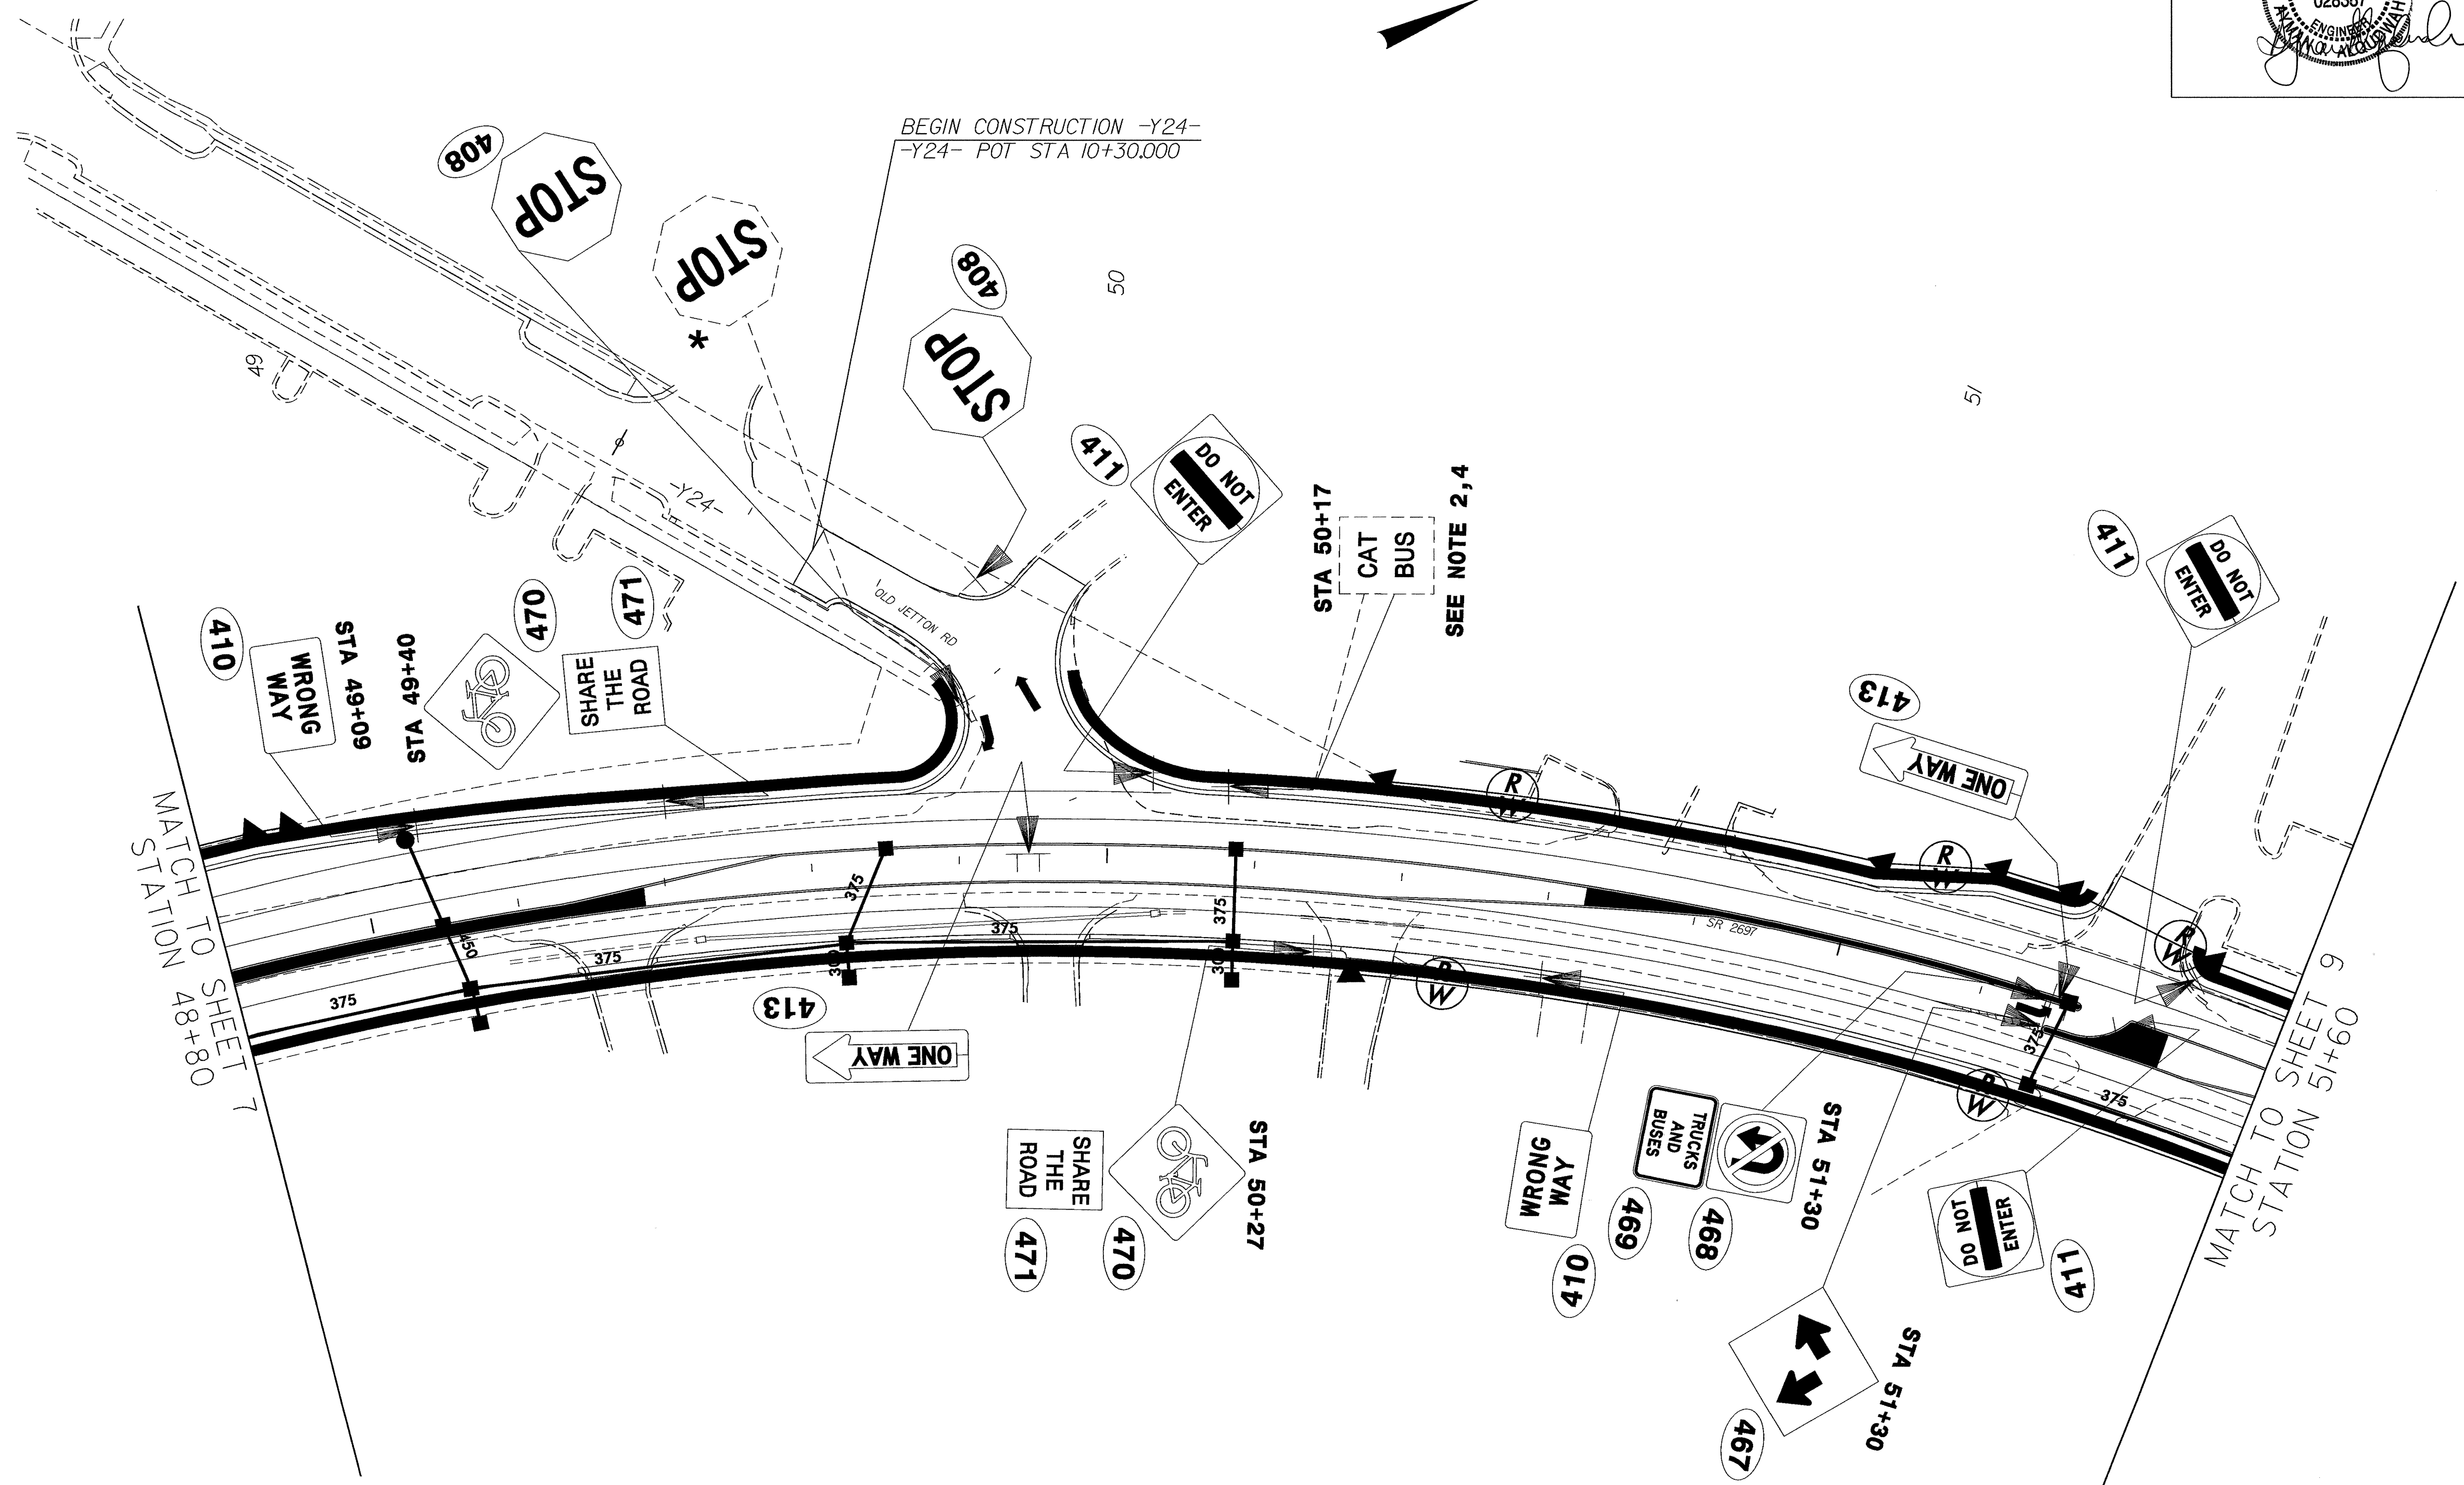 028387
ENGINEER
BEGIN CONSTRUCTION -Y24-
-Y24- POT STA 10+30.000
408
STOP
STOP
*
408
STOP
50
49
51
-Y24-
OLD JETTON RD
411
DO NOT
ENTER
STA 50+17
CAT
BUS
SEE NOTE 2,4
411
DO NOT
ENTER
413
ONE WAY
410
WRONG
WAY
STA 49+09
STA 49+40
470
471
SHARE
THE
ROAD
R
W
R
W
R
W
R
W
R
W
MATCH TO SHEET 7
STATION 48+80
450
375
375
375
375
375
300
300
SR 2697
375
375
413
ONE WAY
SHARE
THE
ROAD
471
470
STA 50+27
WRONG
WAY
410
TRUCKS
AND
BUSES
469
468
STA 51+30
467
STA 51+30
DO NOT
ENTER
411
MATCH TO SHEET 9
STATION 51+60